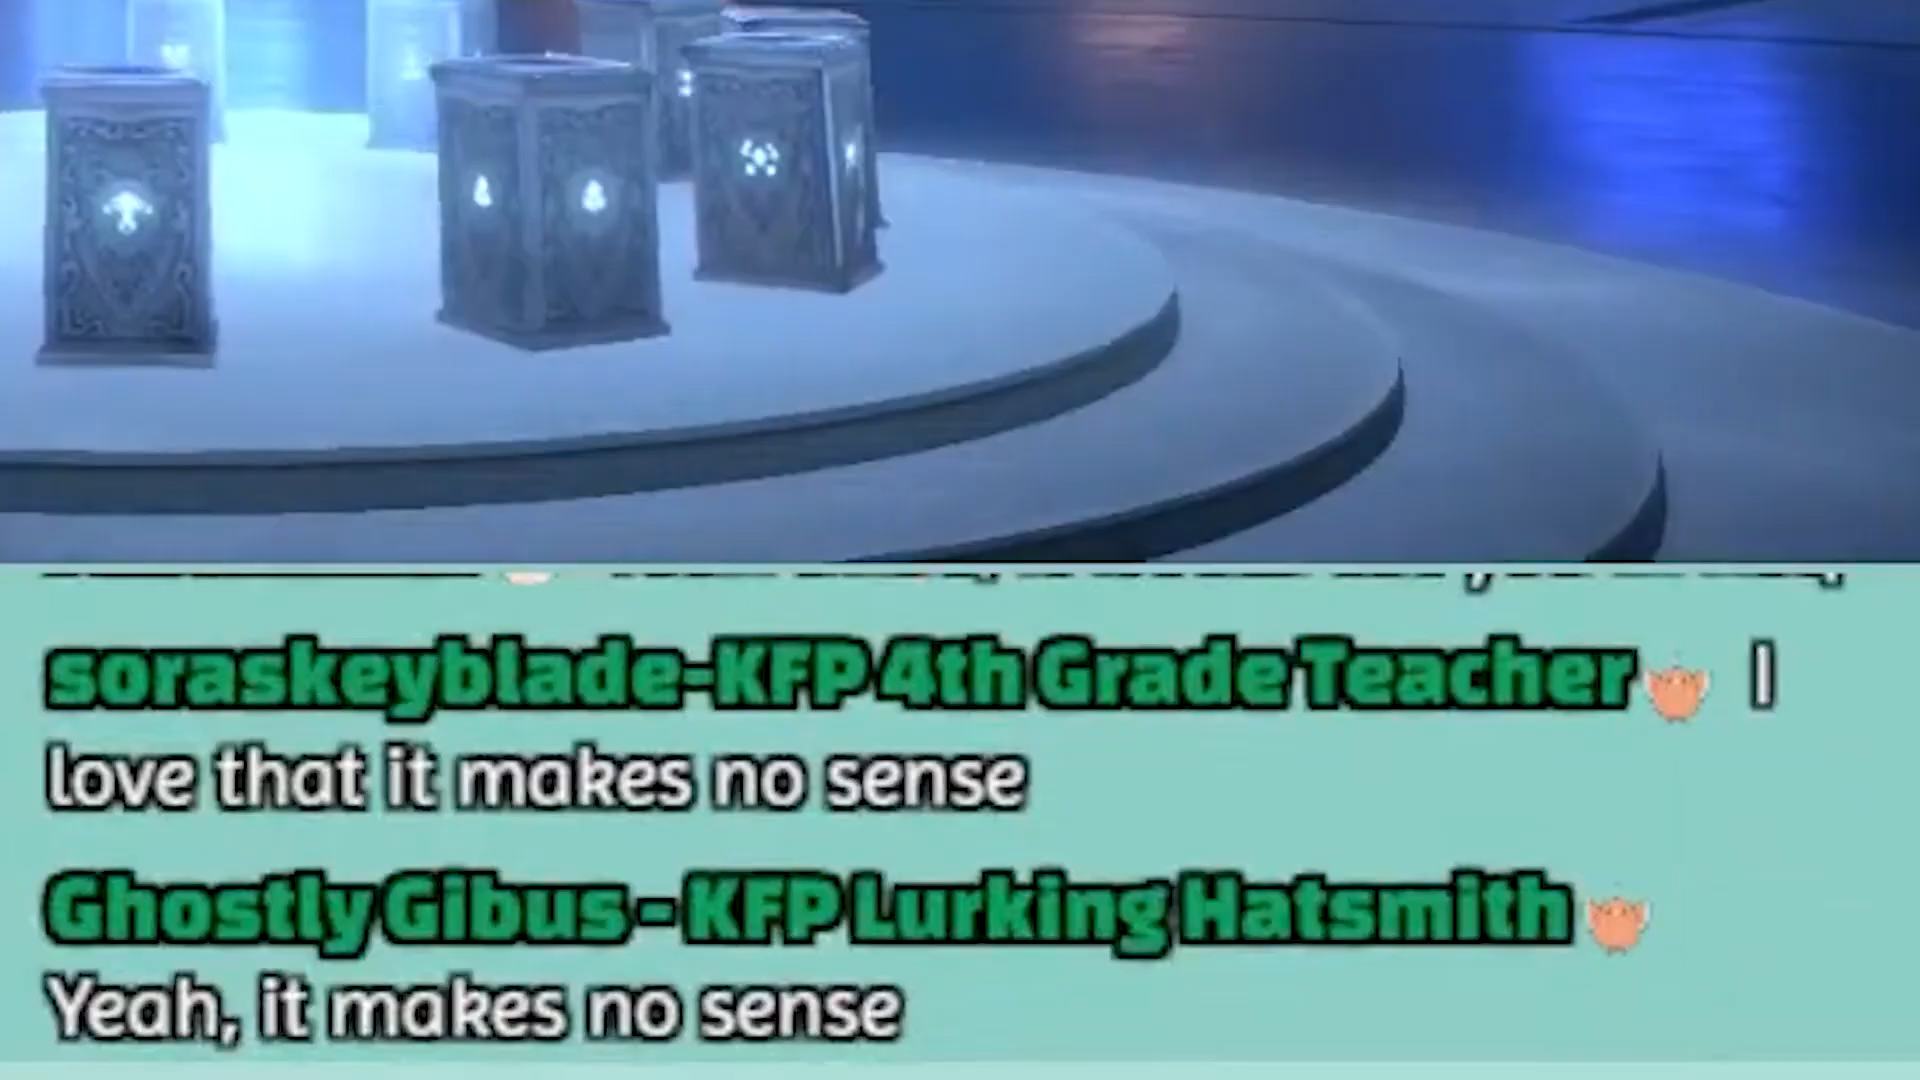 soraskeyblade-KFP 4th Grade Teacher I
love that it makes no sense
Ghostly Gibus - KFP Lurking Hatsmith
Yeah, it makes no sense